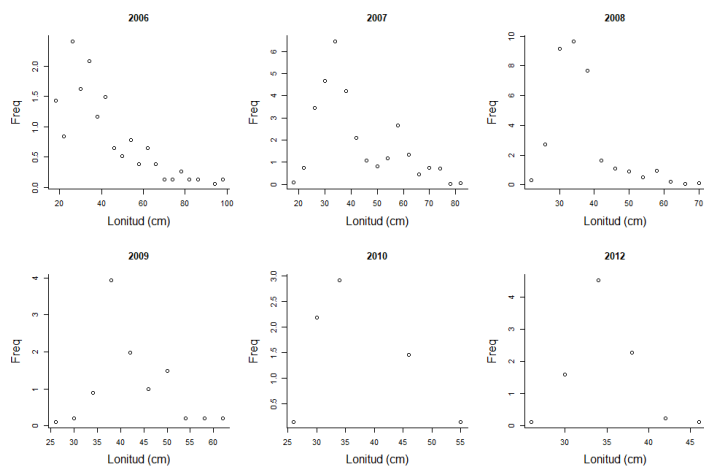 2006 2007 2008
Freq 0.0 0.5 1.0 1.5 2.0
Freq 0 1 2 3 4 5 6
Freq 0 2 4 6 8 10
20 40 60 80 100
20 30 40 50 60 70 80
30 40 50 60 70
Lonitud (cm) Lonitud (cm) Lonitud (cm)
2009 2010 2012
Freq 0 1 2 3 4
Freq 0.5 1.0 1.5 2.0 2.5 3.0
Freq 0 1 2 3 4
25 30 35 40 45 50 55 60
25 30 35 40 45 50 55
30 35 40 45
Lonitud (cm) Lonitud (cm) Lonitud (cm)